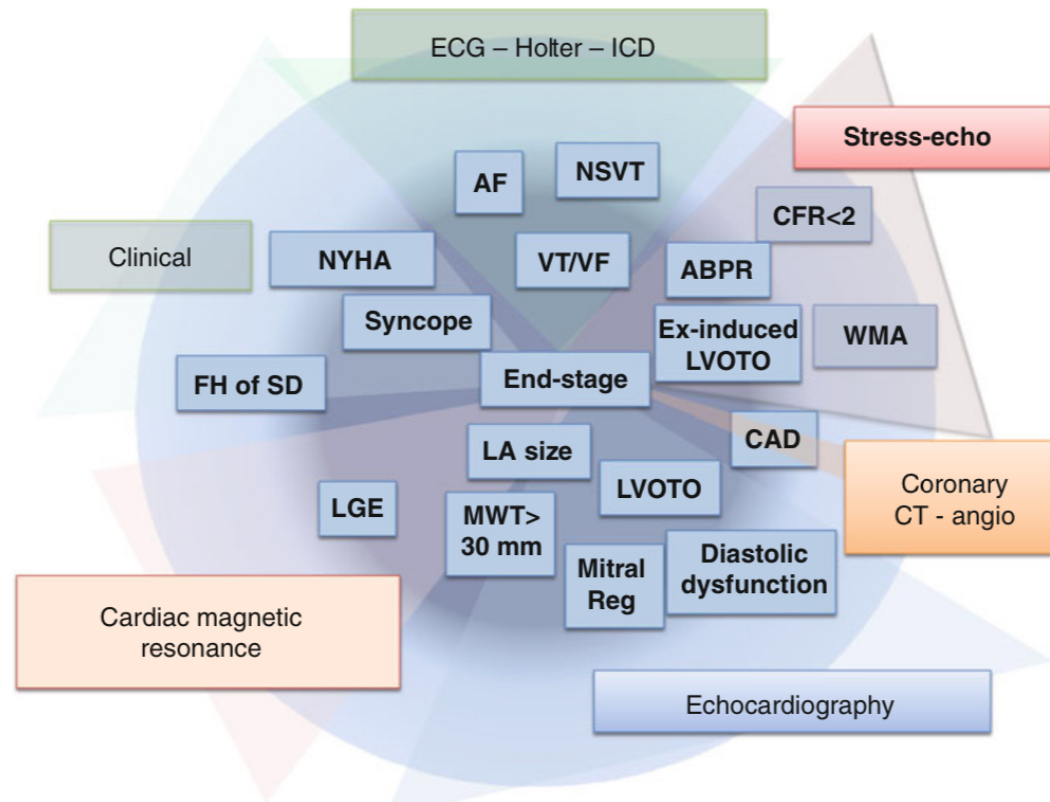 ECG – Holter – ICD
Stress-echo
AF
NSVT
CFR<2
Clinical
NYHA
VT/VF
ABPR
Syncope
Ex-induced
LVOTO
WMA
FH of SD
End-stage
CAD
LA size
LVOTO
Coronary
CT - angio
LGE
MWT>
30 mm
Mitral
Reg
Diastolic
dysfunction
Cardiac magnetic
resonance
Echocardiography